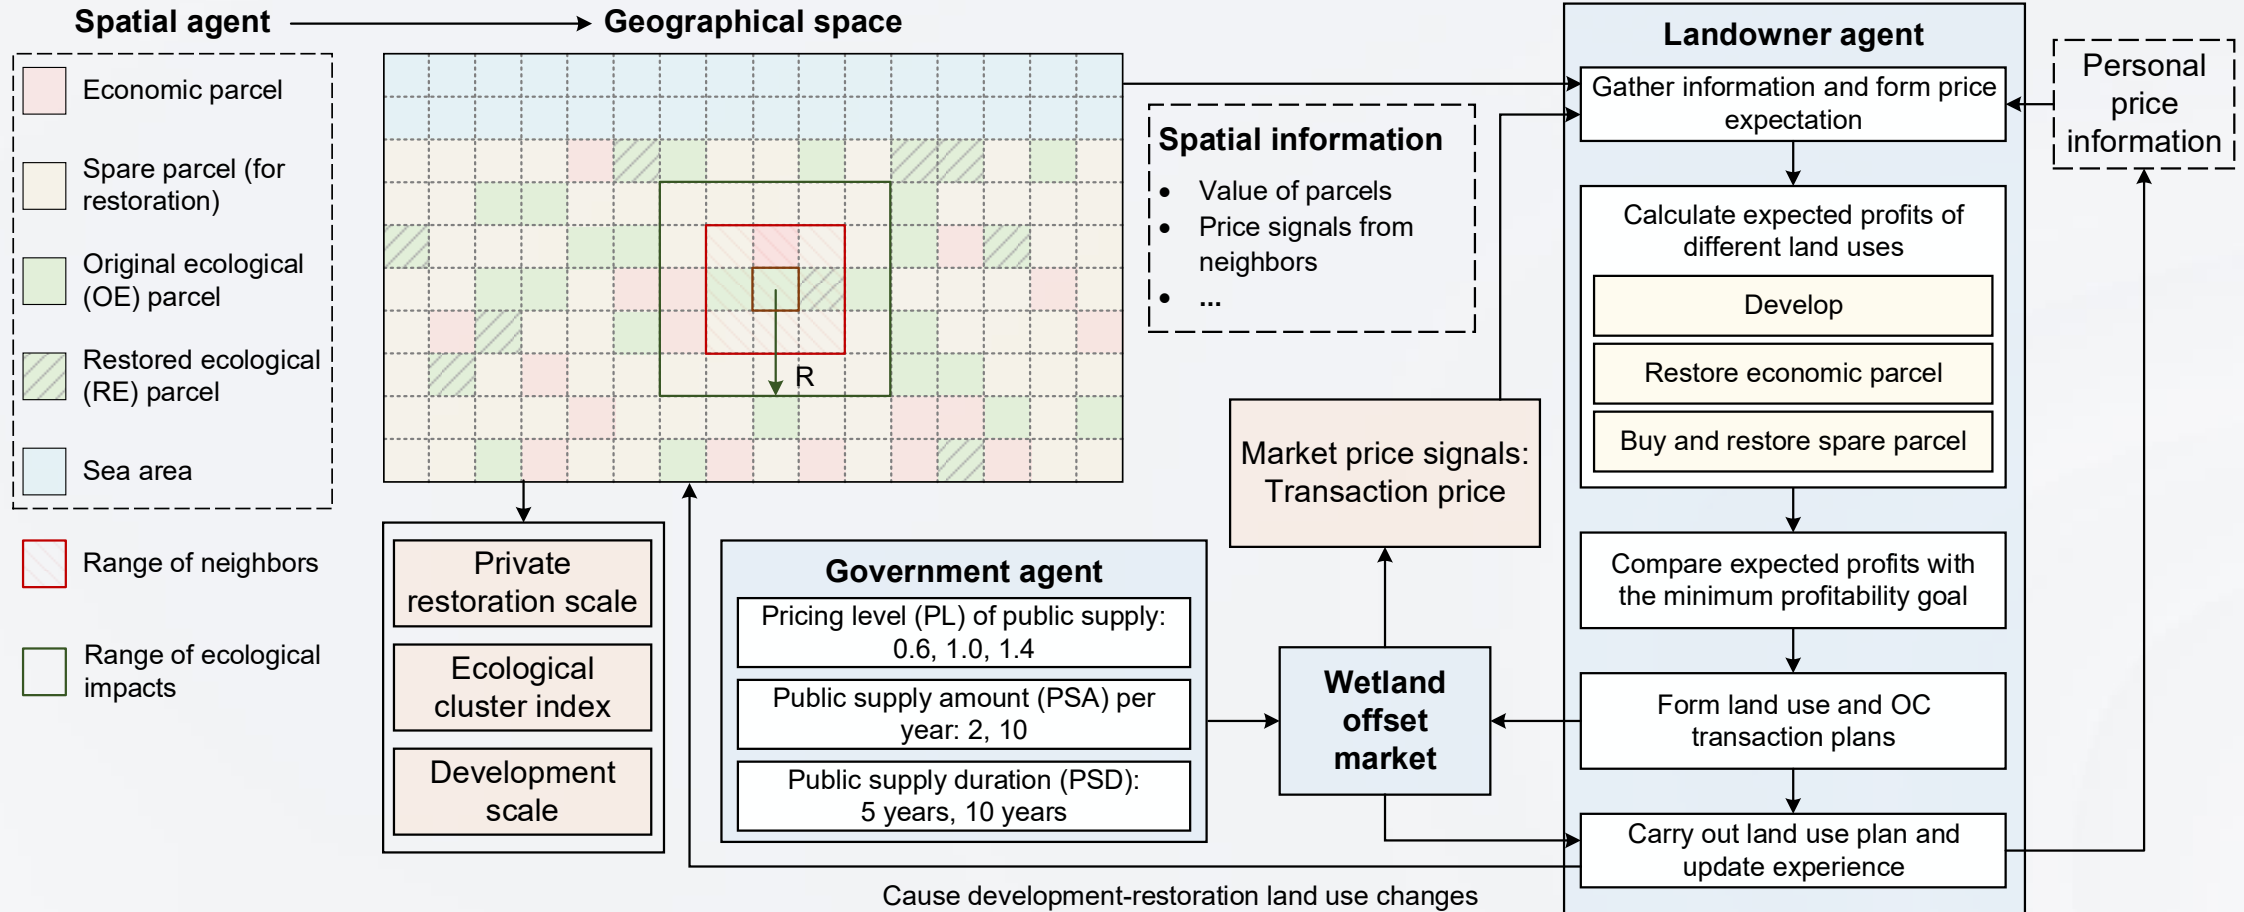 Spatial agent
Geographical space
Economic parcel
Spare parcel (for
restoration)
Original ecological
(OE) parcel
Restored ecological
(RE) parcel
Sea area
Range of neighbors
Range of ecological
impacts
R
Spatial information
• Value of parcels
• Price signals from
neighbors
• ...
Private
restoration scale
Ecological
cluster index
Development
scale
Government agent
Pricing level (PL) of public supply:
0.6, 1.0, 1.4
Public supply amount (PSA) per
year: 2, 10
Public supply duration (PSD):
5 years, 10 years
Market price signals:
Transaction price
Wetland
offset
market
Landowner agent
Gather information and form price
expectation
Calculate expected profits of
different land uses
Develop
Restore economic parcel
Buy and restore spare parcel
Compare expected profits with
the minimum profitability goal
Form land use and OC
transaction plans
Carry out land use plan and
update experience
Personal
price
information
Cause development-restoration land use changes